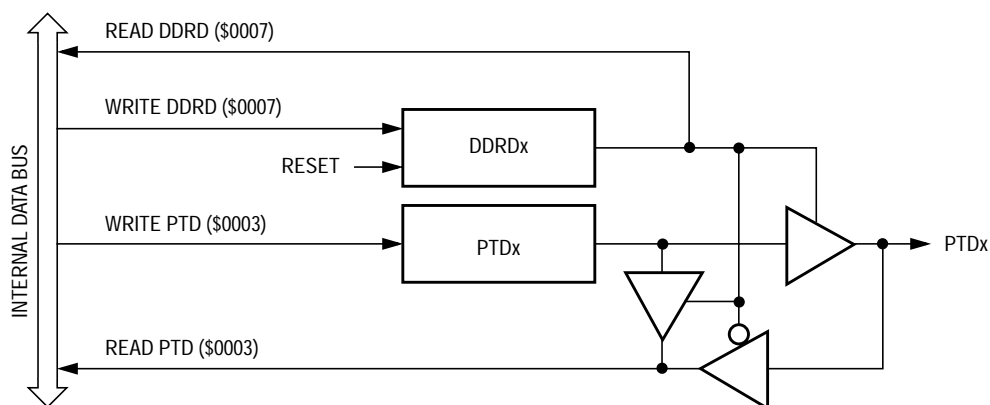 READ DDRD ($0007)
WRITE DDRD ($0007)
DDRDx
RESET
INTERNAL DATA BUS
WRITE PTD ($0003)
PTDx
PTDx
READ PTD ($0003)